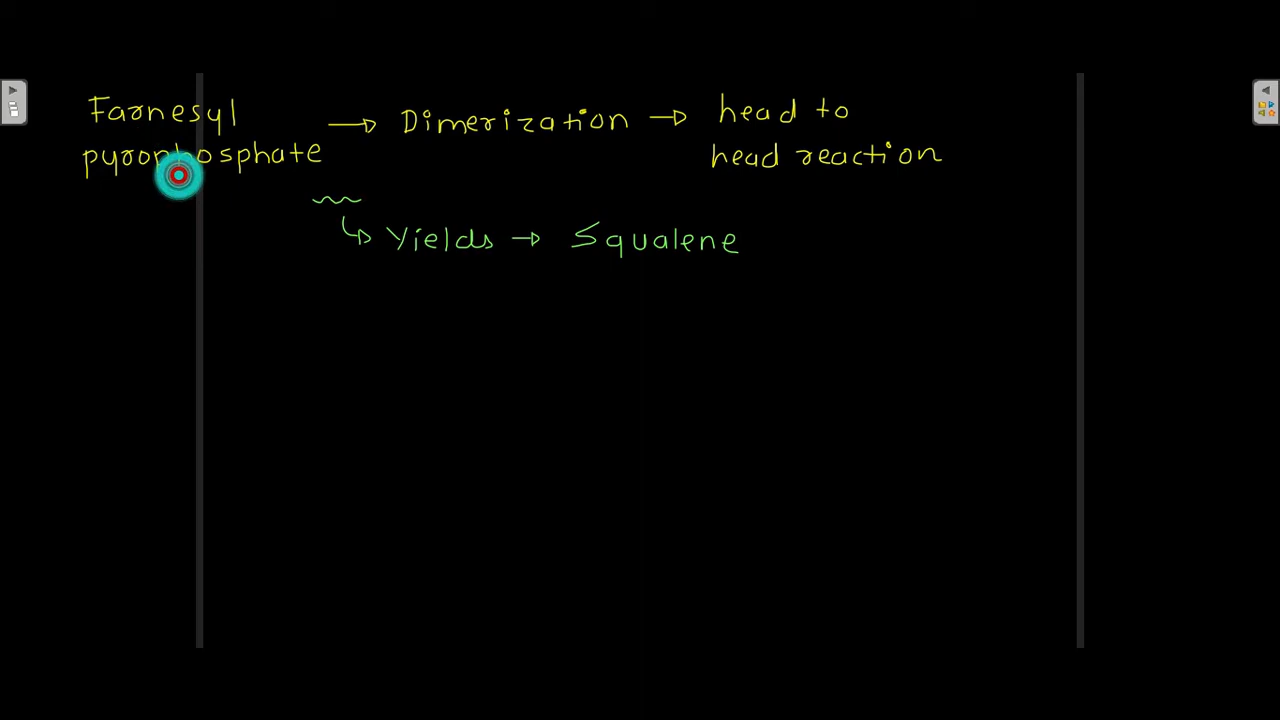 Farnesyl → Dimerization → head to
pyrophosphate head reaction
↳ Yields → Squalene